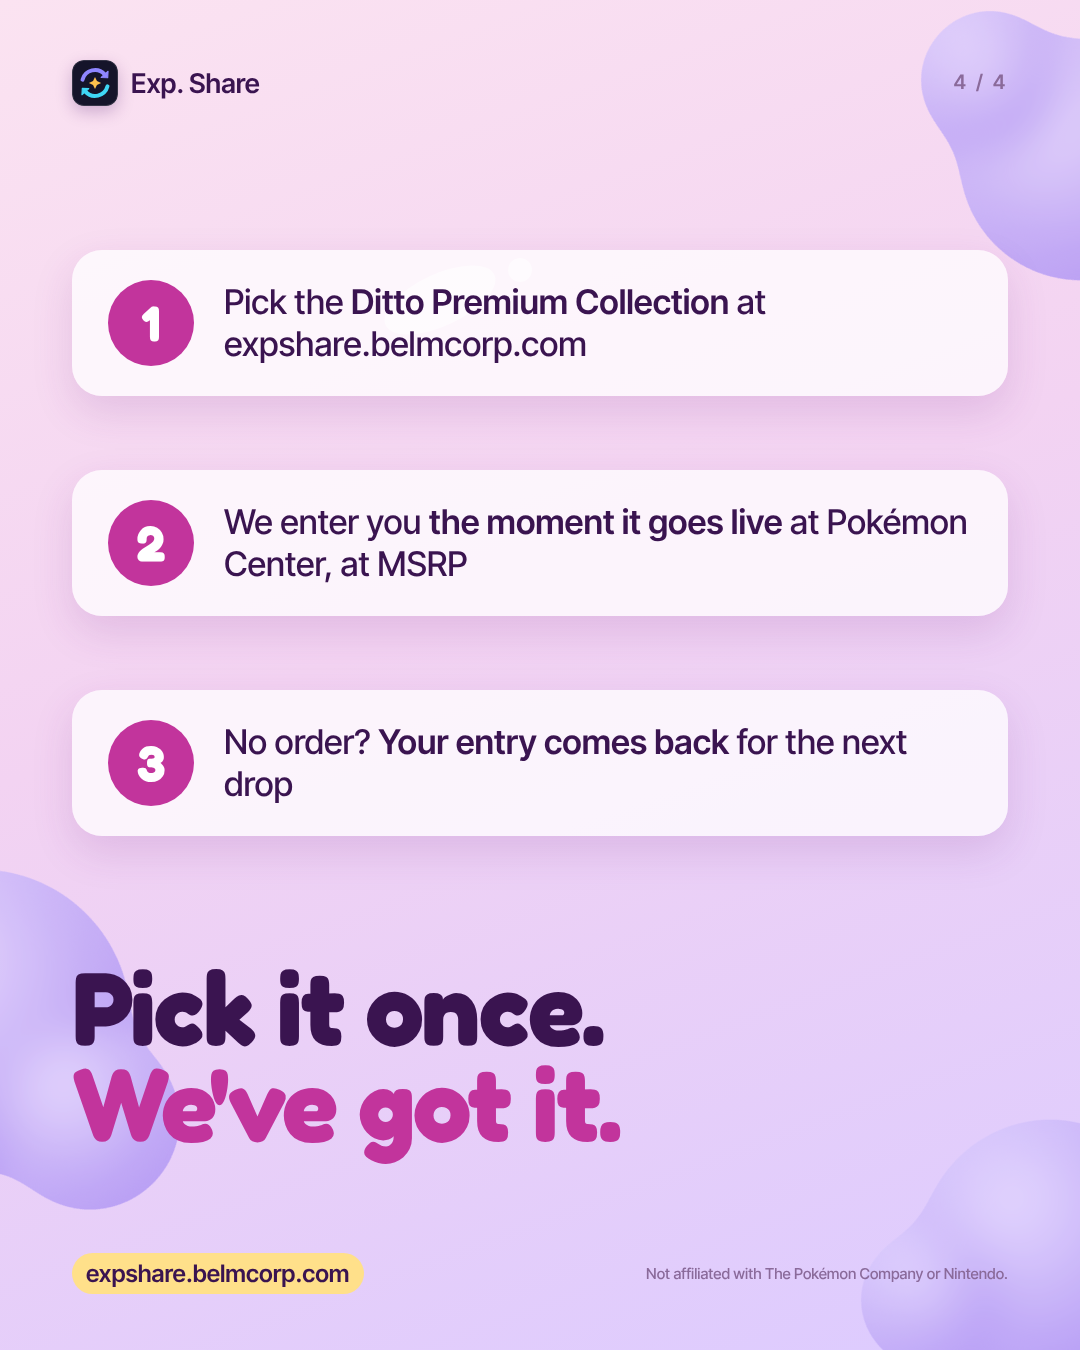 Exp. Share
4 / 4
1
Pick the Ditto Premium Collection at
expshare.belmcorp.com
2
We enter you the moment it goes live at Pokémon
Center, at MSRP
3
No order? Your entry comes back for the next
drop
Pick it once.
We've got it.
expshare.belmcorp.com
Not affiliated with The Pokémon Company or Nintendo.